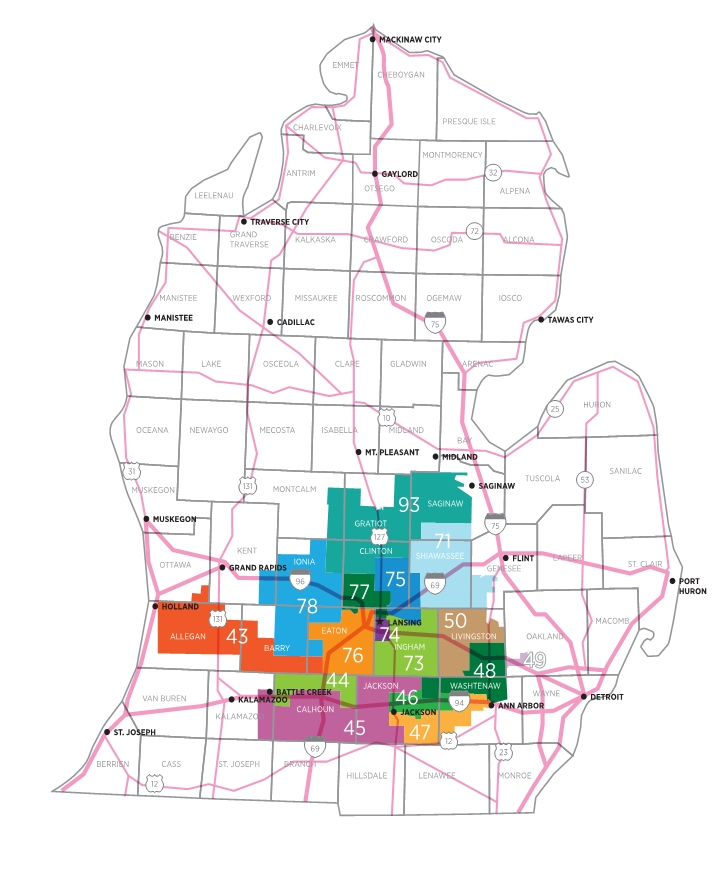 MACKINAW CITY
EMMET
CHEBOYGAN
PRESQUE ISLE
CHARLEVOIX
MONTMORENCY
ANTRIM
GAYLORD
32
OTSEGO
ALPENA
LEELENAU
TRAVERSE CITY
BENZIE
GRAND
TRAVERSE
KALKASKA
CRAWFORD
OSCODA
72
ALCONA
MANISTEE
WEXFORD
MISSAUKEE
ROSCOMMON
OGEMAW
IOSCO
MANISTEE
CADILLAC
75
TAWAS CITY
MASON
LAKE
OSCEOLA
CLARE
GLADWIN
ARENAC
25
HURON
10
OCEANA
NEWAYGO
MECOSTA
ISABELLA
MIDLAND
BAY
MT. PLEASANT
MIDLAND
31
SANILAC
TUSCOLA
53
MUSKEGON
131
MONTCALM
SAGINAW
93
SAGINAW
MUSKEGON
GRATIOT
75
127
71
KENT
CLINTON
SHIAWASSEE
FLINT
LAPEER
OTTAWA
IONIA
GENESEE
ST. CLAIR
GRAND RAPIDS
96
75
69
PORT
HURON
77
HOLLAND
78
131
LANSING
50
MACOMB
ALLEGAN
43
EATON
74
LIVINGSTON
OAKLAND
BARRY
INGHAM
76
73
49
48
44
JACKSON
WASHTENAW
WAYNE
BATTLE CREEK
46
VAN BUREN
KALAMAZOO
94
DETROIT
CALHOUN
JACKSON
ANN ARBOR
KALAMAZOO
45
47
ST. JOSEPH
69
12
23
BERRIEN
CASS
ST. JOSEPH
BRANCH
HILLSDALE
LENAWEE
MONROE
12